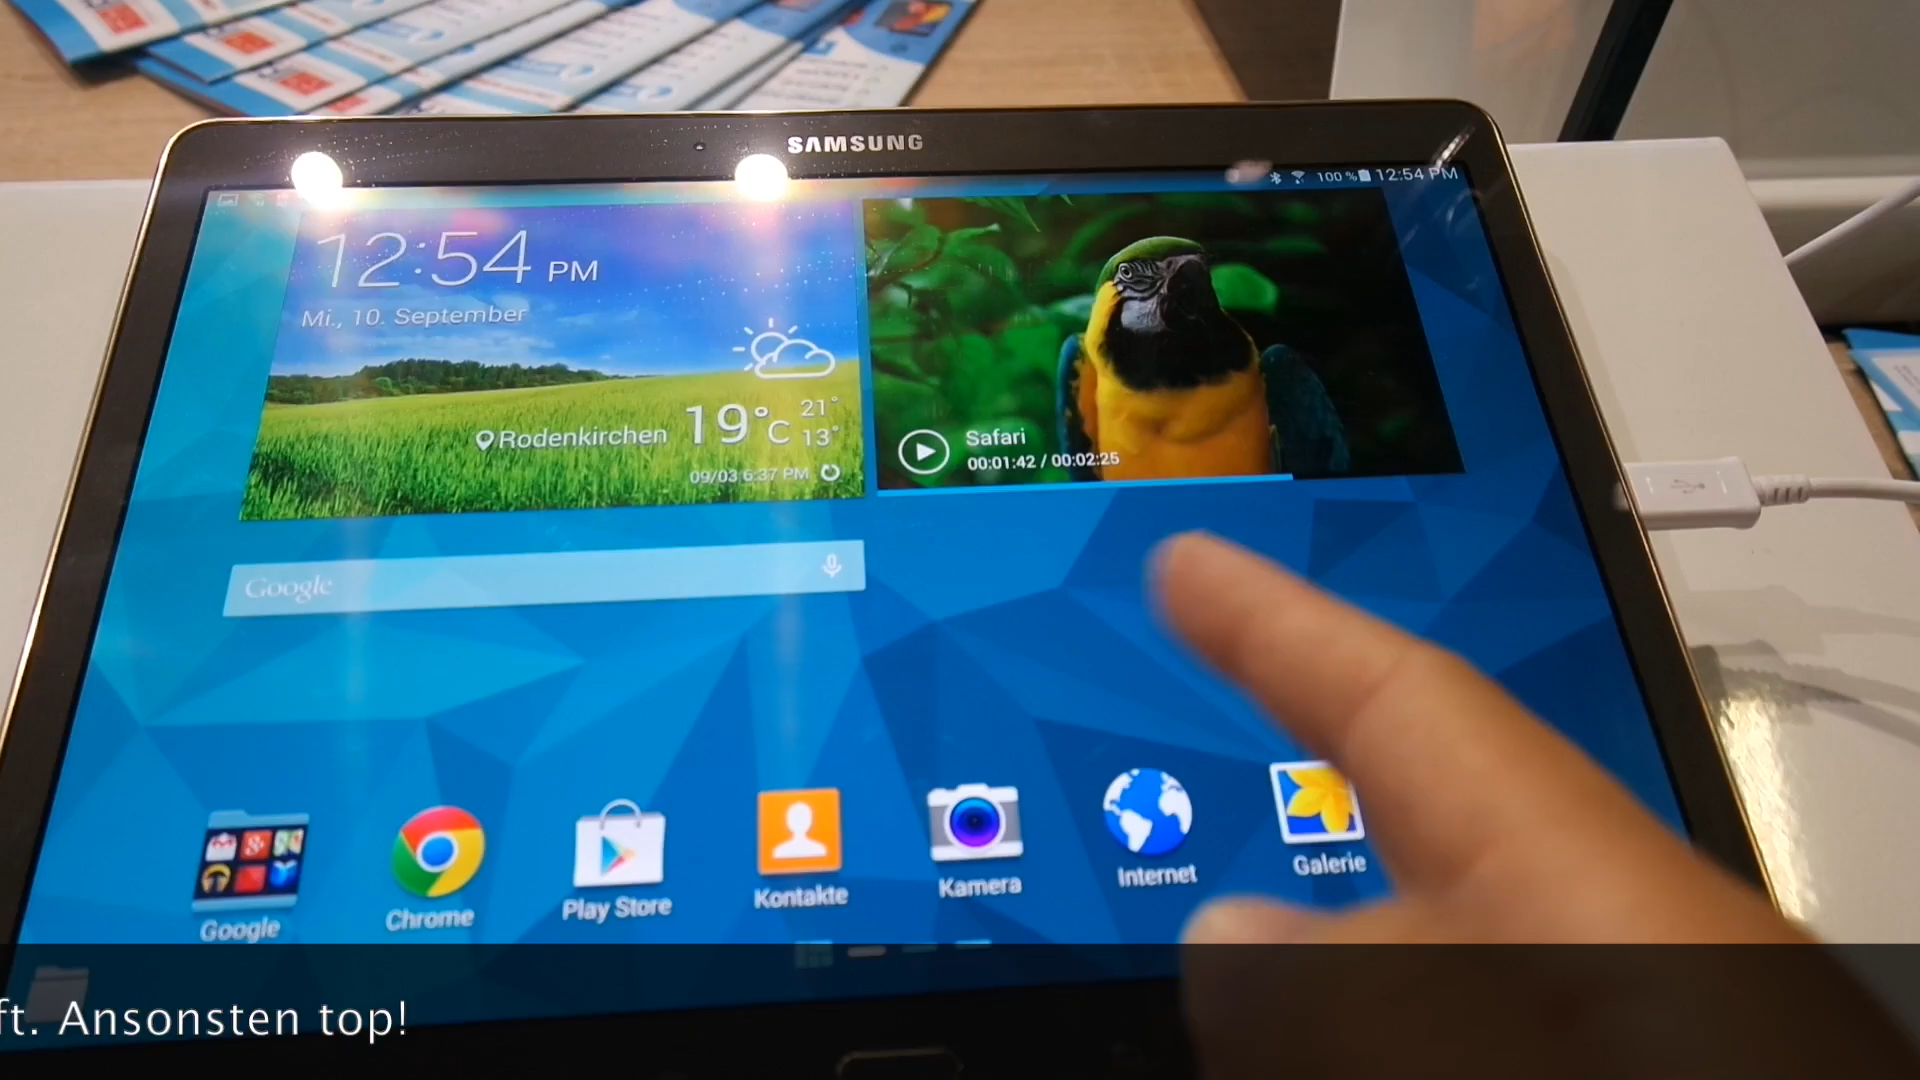 SAMSUNG
100 % 12:54 PM
12:54 PM
Mi., 10. September
Rodenkirchen 19°C 21° 13°
09/03 6:37 PM
Safari
00:01:42 / 00:02:25
Google
Google
Chrome
Play Store
Kontakte
Kamera
Internet
Galerie
ft. Ansonsten top!